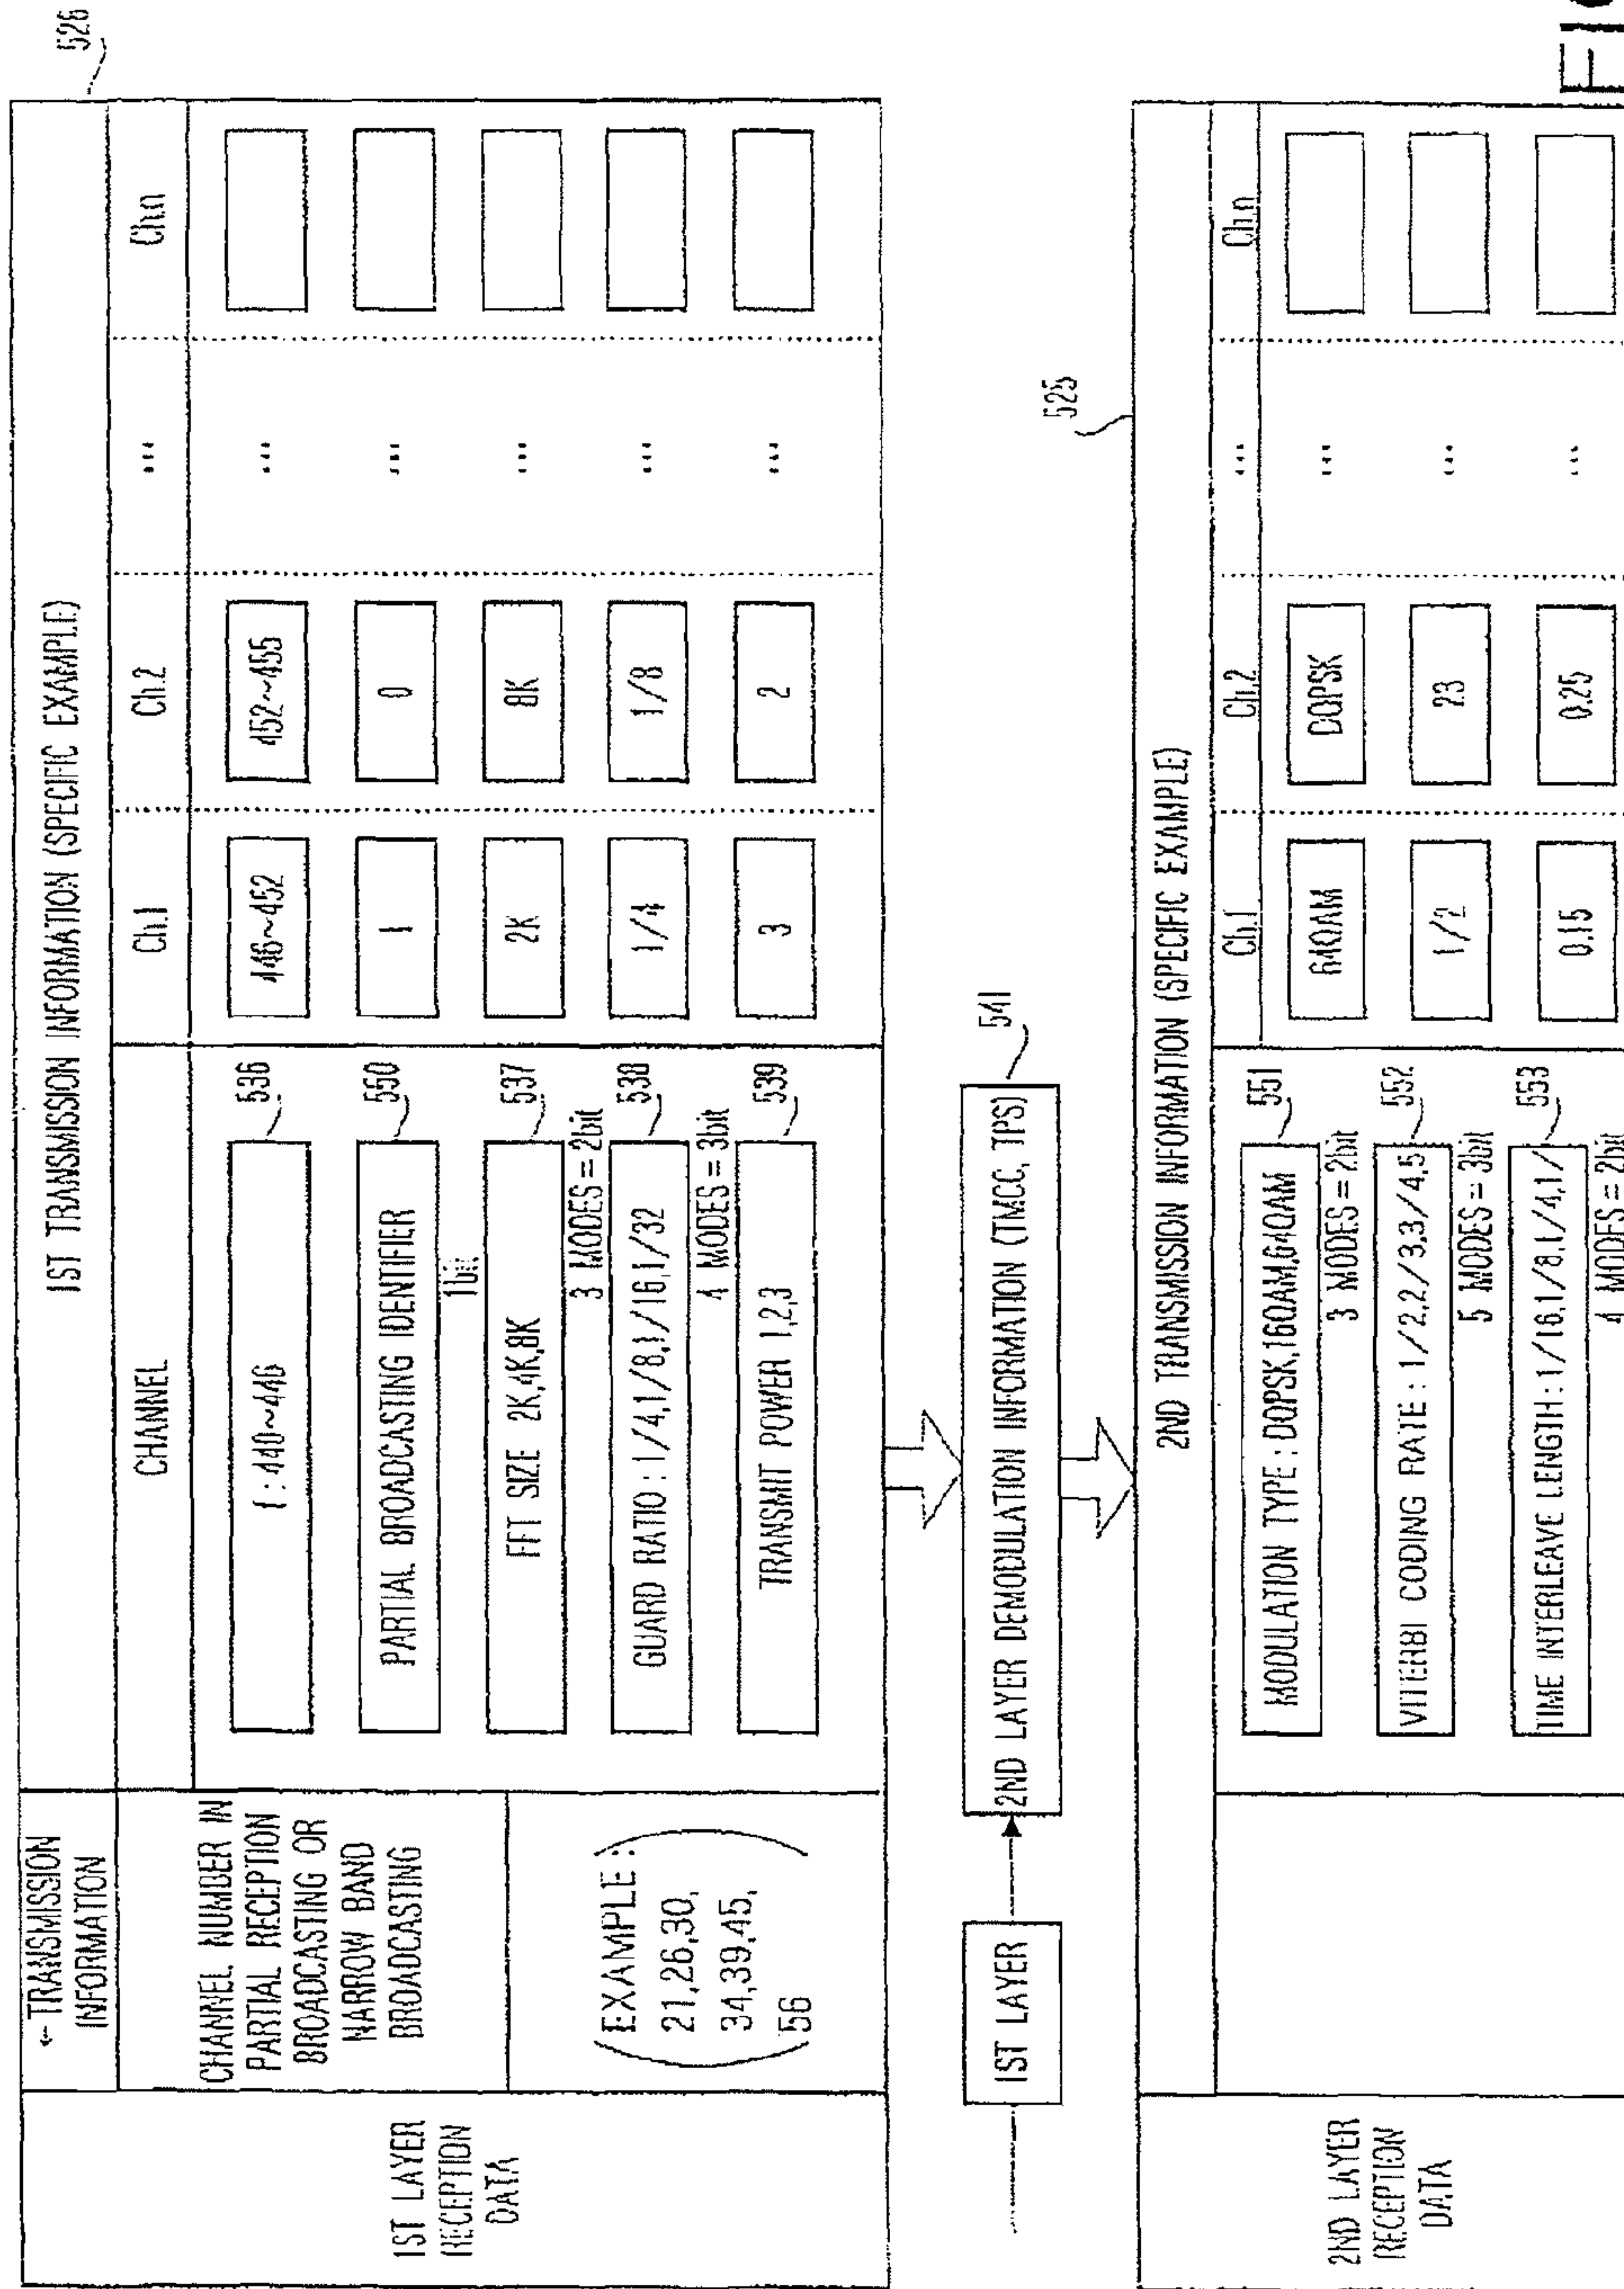 526
← TRANSMISSION
INFORMATION
1ST TRANSMISSION INFORMATION (SPECIFIC EXAMPLE)
1ST LAYER
RECEPTION
DATA
CHANNEL NUMBER IN
PARTIAL RECEPTION
BROADCASTING OR
NARROW BAND
BROADCASTING
(EXAMPLE:
21,26,30,
34,39,45,
56)
CHANNEL
Ch.1
Ch.2
...
Ch.n
f : 440~446
536
446~452
452~455
...
PARTIAL BROADCASTING IDENTIFIER
550
1bit
1
0
...
FFT SIZE 2K,4K,8K
537
3 MODES = 2bit
2K
8K
...
GUARD RATIO : 1/4,1/8,1/16,1/32
538
4 MODES = 3bit
1/4
1/8
...
TRANSMIT POWER 1,2,3
539
3
2
...
1ST LAYER
2ND LAYER DEMODULATION INFORMATION (TMCC, TPS)
541
525
2ND TRANSMISSION INFORMATION (SPECIFIC EXAMPLE)
2ND LAYER
RECEPTION
DATA
Ch.1
Ch.2
...
Ch.n
MODULATION TYPE : DQPSK,16QAM,64QAM
551
3 MODES = 2bit
64QAM
DQPSK
...
VITERBI CODING RATE : 1/2,2/3,3/4,5
552
5 MODES = 3bit
1/2
23
...
TIME INTERLEAVE LENGTH : 1/16,1/8,1/4,1/
553
4 MODES = 2bit
0.15
0.25
...